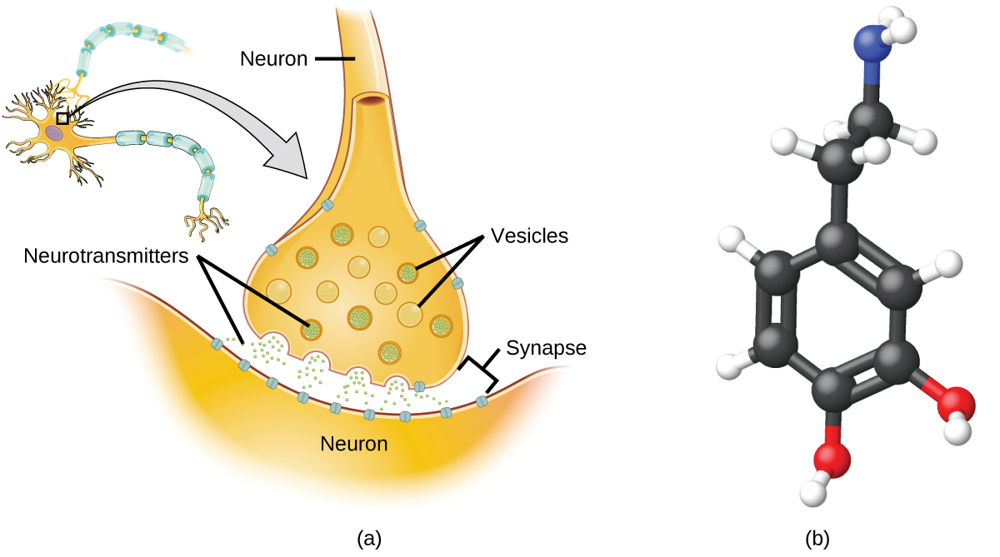 Neuron
Vesicles
Neurotransmitters
Synapse
Neuron
(a)
(b)